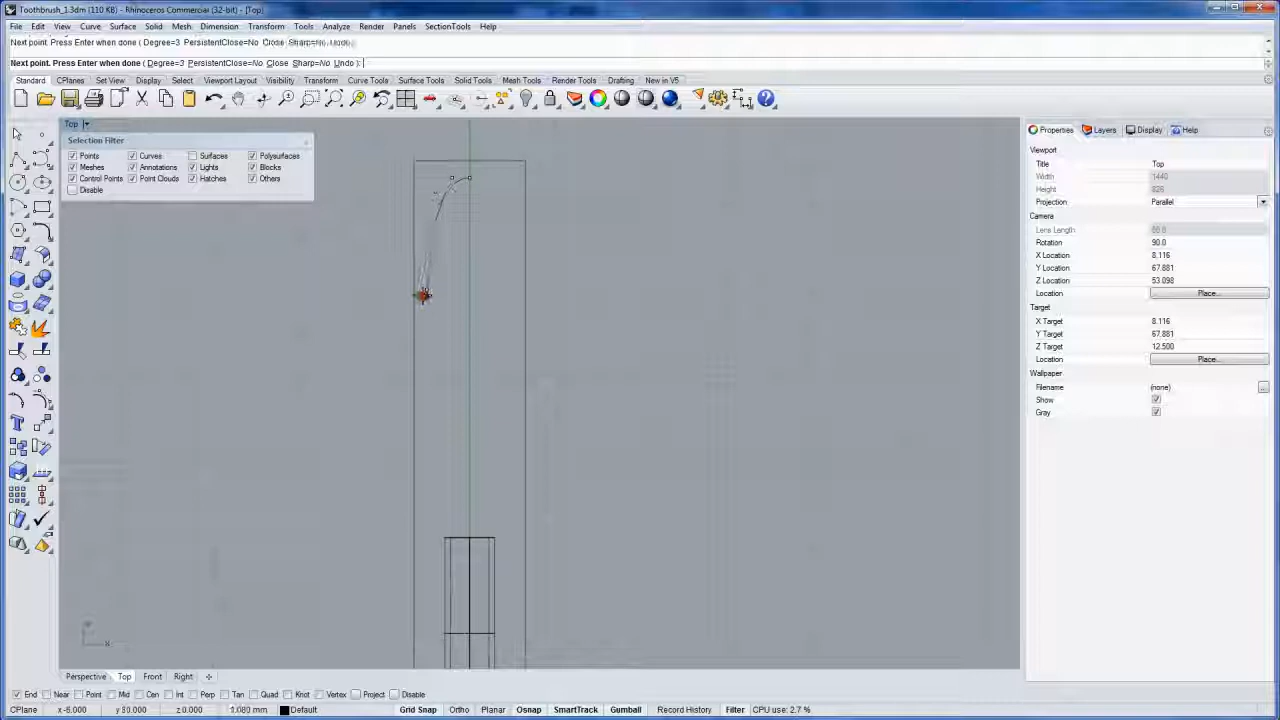 Toothbrush_1.3dm (110 KB) - Rhinoceros Commercial (32-bit) - [Top]
File Edit View Curve Surface Solid Mesh Dimension Transform Tools Analyze Render Panels SectionTools Help
Next point. Press Enter when done ( Degree=3 PersistentClose=No Close Sharp=No Undo ):
Next point. Press Enter when done ( Degree=3 PersistentClose=No Close Sharp=No Undo ):
Standard CPlanes Set View Display Select Viewport Layout Visibility Transform Curve Tools Surface Tools Solid Tools Mesh Tools Render Tools Drafting New in V5
Top
Selection Filter
Points Curves Surfaces Polysurfaces
Meshes Annotations Lights Blocks
Control Points Point Clouds Hatches Others
Disable
Properties Layers Display Help
Viewport
Title Top
Width 1440
Height 826
Projection Parallel
Camera
Lens Length
Rotation 90.0
X Location 8.116
Y Location 67.881
Z Location 53.098
Location Place...
Target
X Target 8.116
Y Target 67.881
Z Target 12.500
Location Place...
Wallpaper
Filename (none) ...
Show
Gray
x
Perspective Top Front Right
End Near Point Mid Cen Int Perp Tan Quad Knot Vertex Project Disable
CPlane x -6.000 z 0.000 Default Grid Snap Ortho Planar Osnap SmartTrack Gumball Record History Filter CPU use: 2.7 %